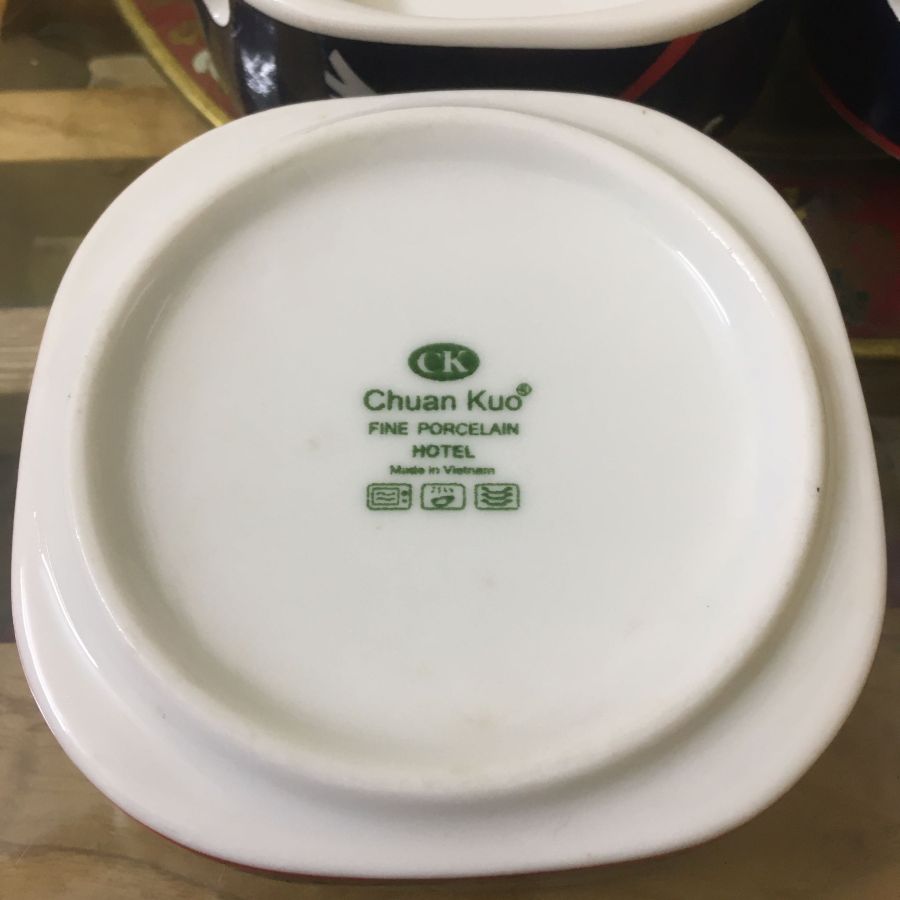 CK
Chuan Kuo®
FINE PORCELAIN
HOTEL
Made in Vietnam